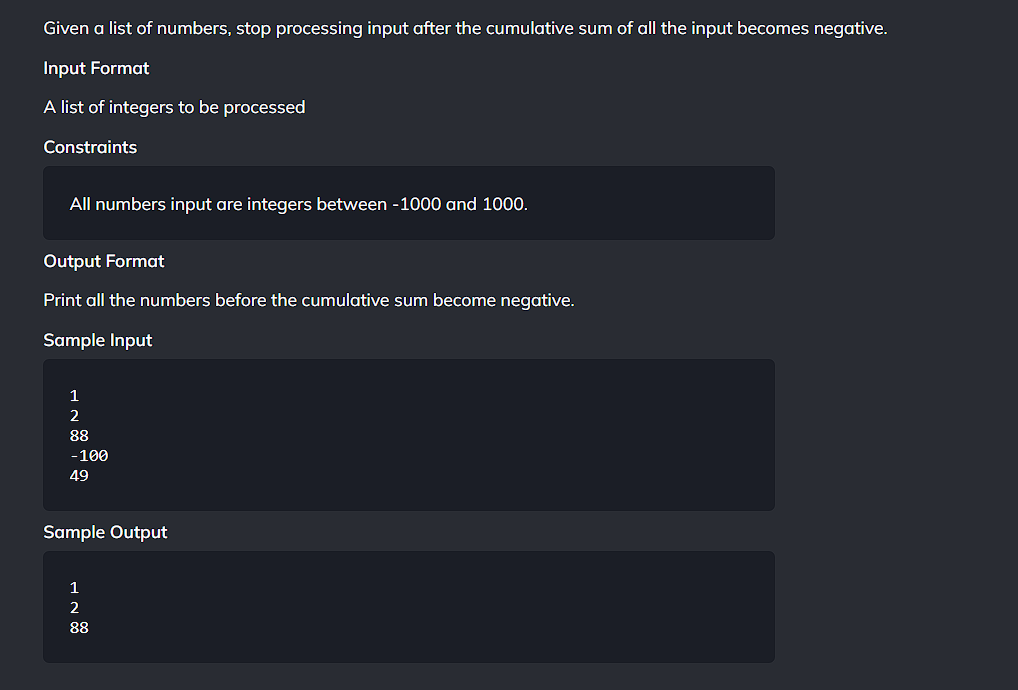 Given a list of numbers, stop processing input after the cumulative sum of all the input becomes negative.
Input Format
A list of integers to be processed
Constraints
All numbers input are integers between -1000 and 1000.
Output Format
Print all the numbers before the cumulative sum become negative.
Sample Input
1
2
88
-100
49
Sample Output
1
2
88